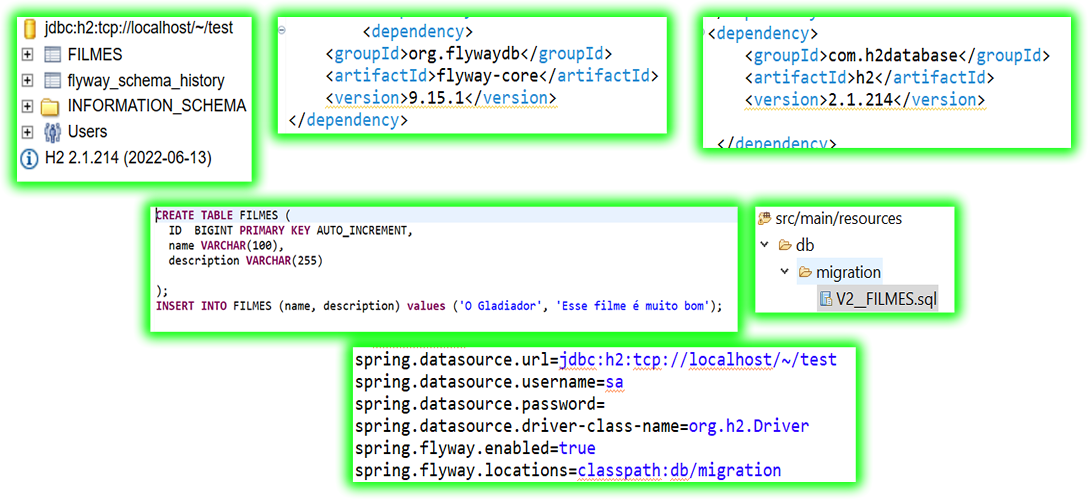 jdbc:h2:tcp://localhost/~/test
FILMES
flyway_schema_history
INFORMATION_SCHEMA
Users
H2 2.1.214 (2022-06-13)
<dependency>
<groupId>org.flywaydb</groupId>
<artifactId>flyway-core</artifactId>
<version>9.15.1</version>
</dependency>
<dependency>
<groupId>com.h2database</groupId>
<artifactId>h2</artifactId>
<version>2.1.214</version>
</dependency>
CREATE TABLE FILMES (
ID BIGINT PRIMARY KEY AUTO_INCREMENT,
name VARCHAR(100),
description VARCHAR(255)
);
INSERT INTO FILMES (name, description) values ('O Gladiador', 'Esse filme é muito bom');
src/main/resources
db
migration
V2__FILMES.sql
spring.datasource.url=jdbc:h2:tcp://localhost/~/test
spring.datasource.username=sa
spring.datasource.password=
spring.datasource.driver-class-name=org.h2.Driver
spring.flyway.enabled=true
spring.flyway.locations=classpath:db/migration